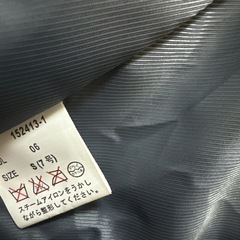 152413-1
OL 06
SIZE S(7号)
スチームアイロンをうかし
ながら整形してください。